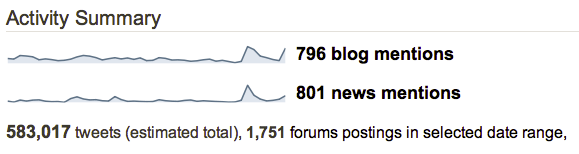 Activity Summary
796 blog mentions
801 news mentions
583,017 tweets (estimated total), 1,751 forums postings in selected date range,